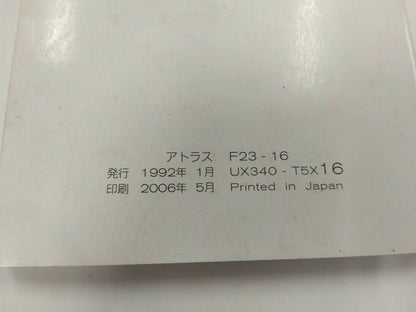 アトラス F23 - 16
発行 1992年 1月 UX340 - T5X16
印刷 2006年 5月 Printed in Japan